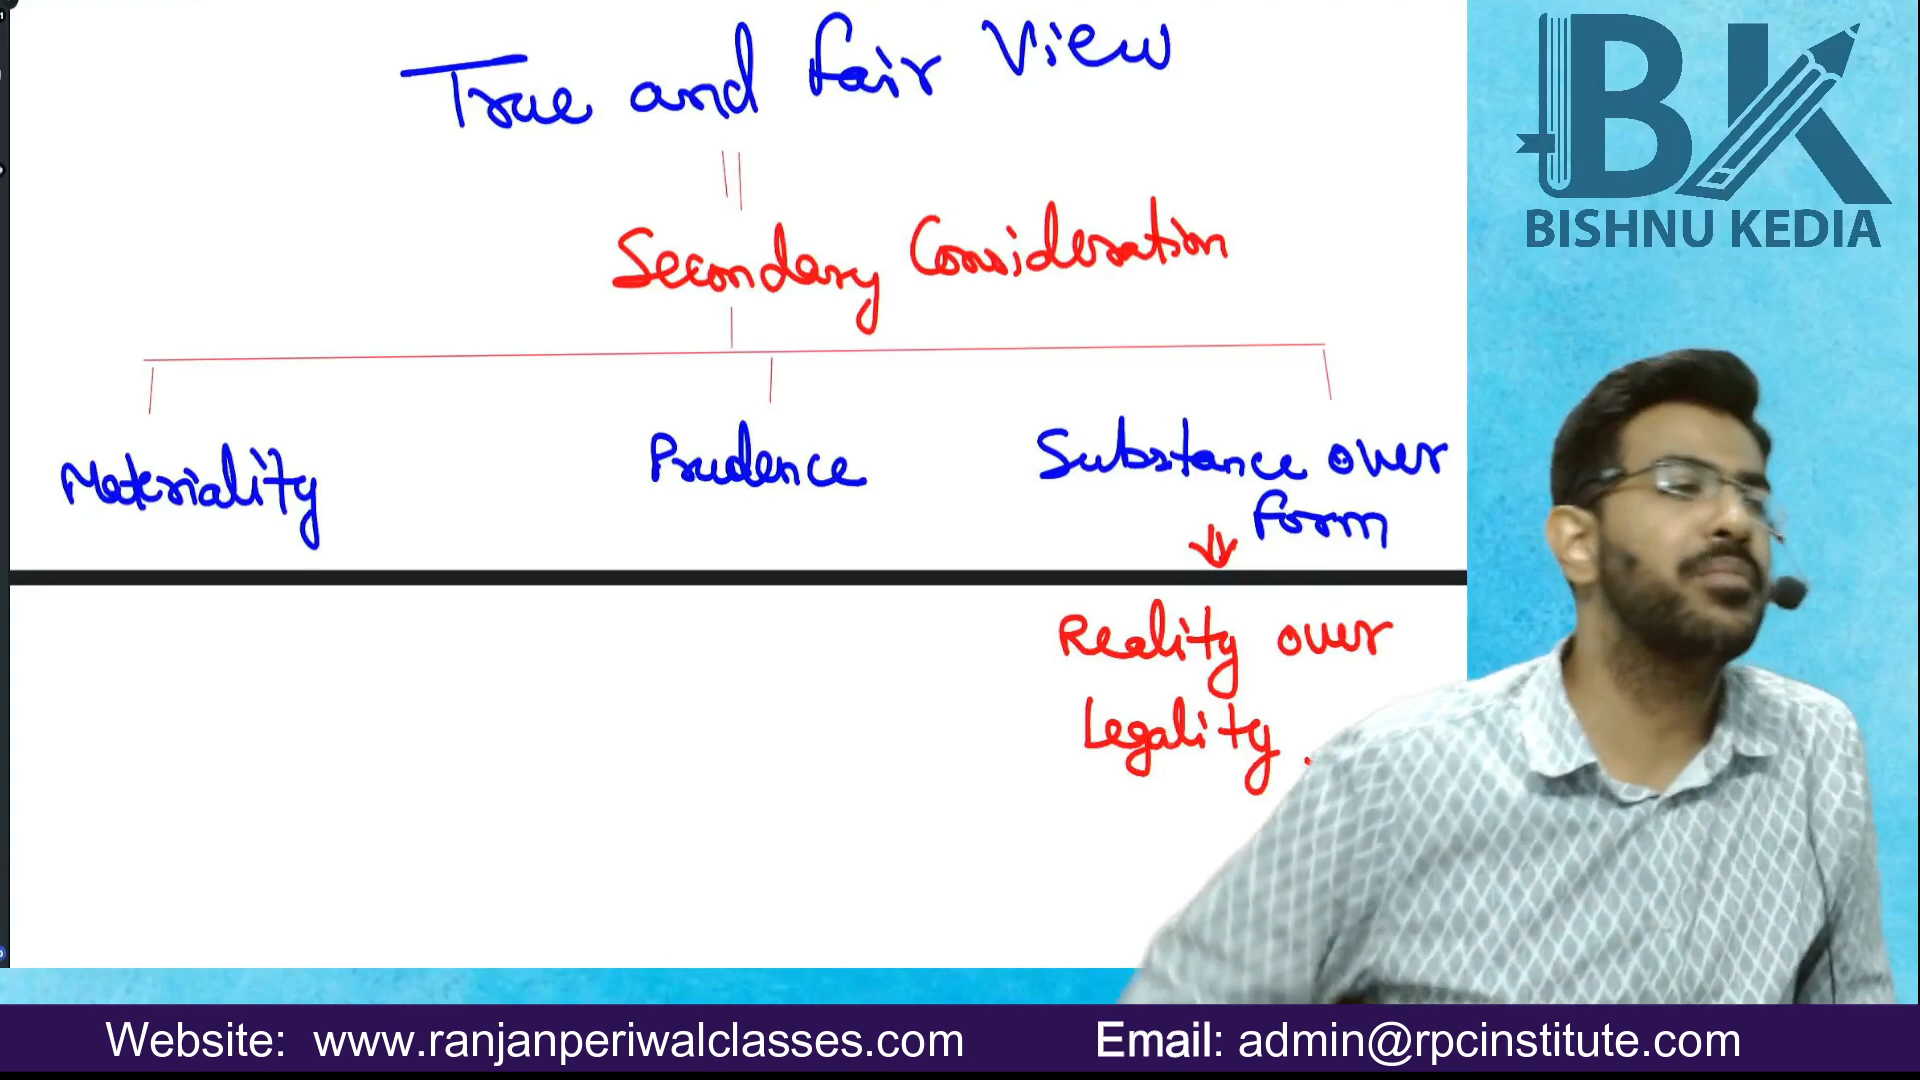 True and fair View
Secondary Consideration
Materiality
Prudence
Substance over
form
Reality over
Legality.
BK
BISHNU KEDIA
Website: www.ranjanperiwalclasses.com
Email: admin@rpcinstitute.com